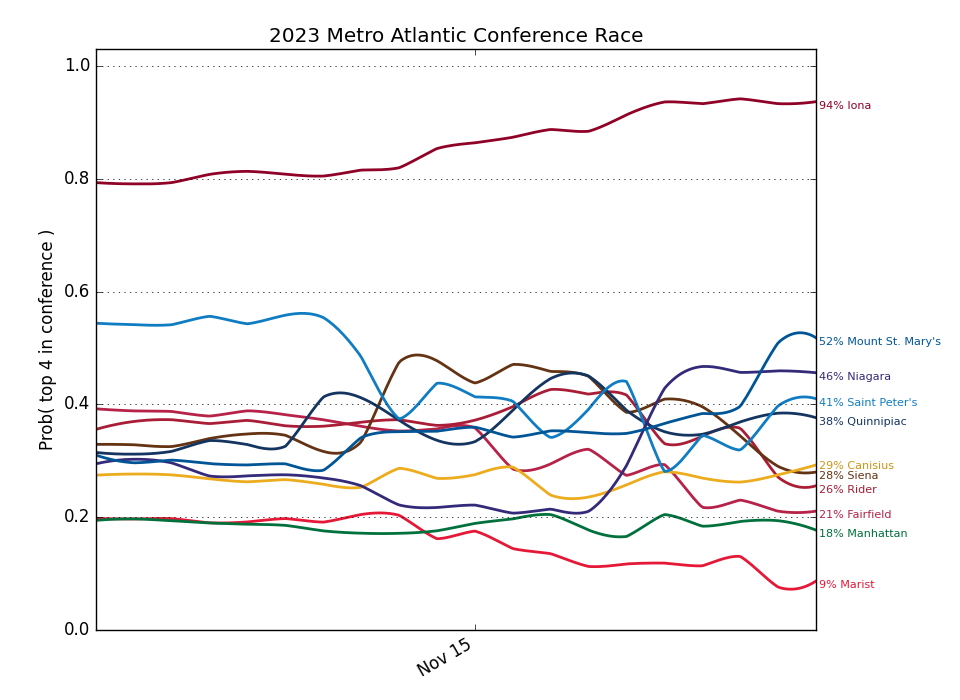 2023 Metro Atlantic Conference Race
1.0
0.8
0.6
0.4
0.2
0.0
Prob( top 4 in conference )
Nov 15
94% Iona
52% Mount St. Mary's
46% Niagara
41% Saint Peter's
38% Quinnipiac
29% Canisius
28% Siena
26% Rider
21% Fairfield
18% Manhattan
9% Marist